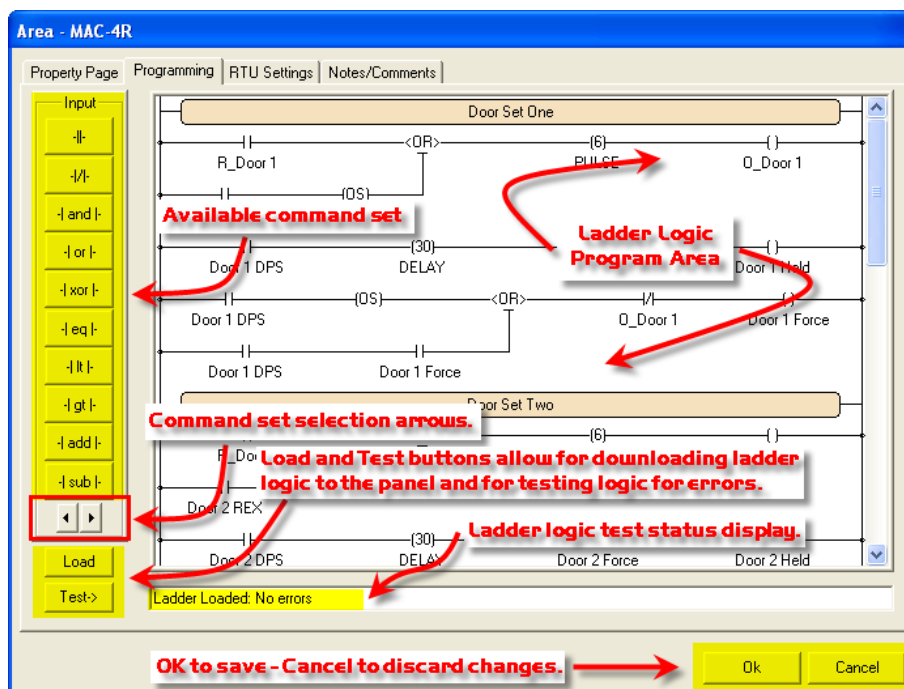 Area - MAC-4R
Property Page Programming RTU Settings Notes/Comments
Input
-||-
-|/|-
-| and |-
-| or |-
-| xor |-
-| eq |-
-| lt |-
-| gt |-
-| add |-
-| sub |-
Load
Test->
Door Set One
<OR> (6) ( )
R_Door 1 PULSE O_Door 1
(OS)
Available command set
Ladder Logic
Program Area
(30) ( )
Door 1 DPS DELAY Door 1 Held
(OS) <OR> |/| ( )
Door 1 DPS O_Door 1 Door 1 Force
Door 1 DPS Door 1 Force
Door Set Two
Command set selection arrows.
(6) ( )
Load and Test buttons allow for downloading ladder
logic to the panel and for testing logic for errors.
Door 2 REX
Ladder logic test status display.
(30)
Door 2 DPS DELAY Door 2 Force Door 2 Held
Ladder Loaded: No errors
OK to save - Cancel to discard changes.
Ok Cancel